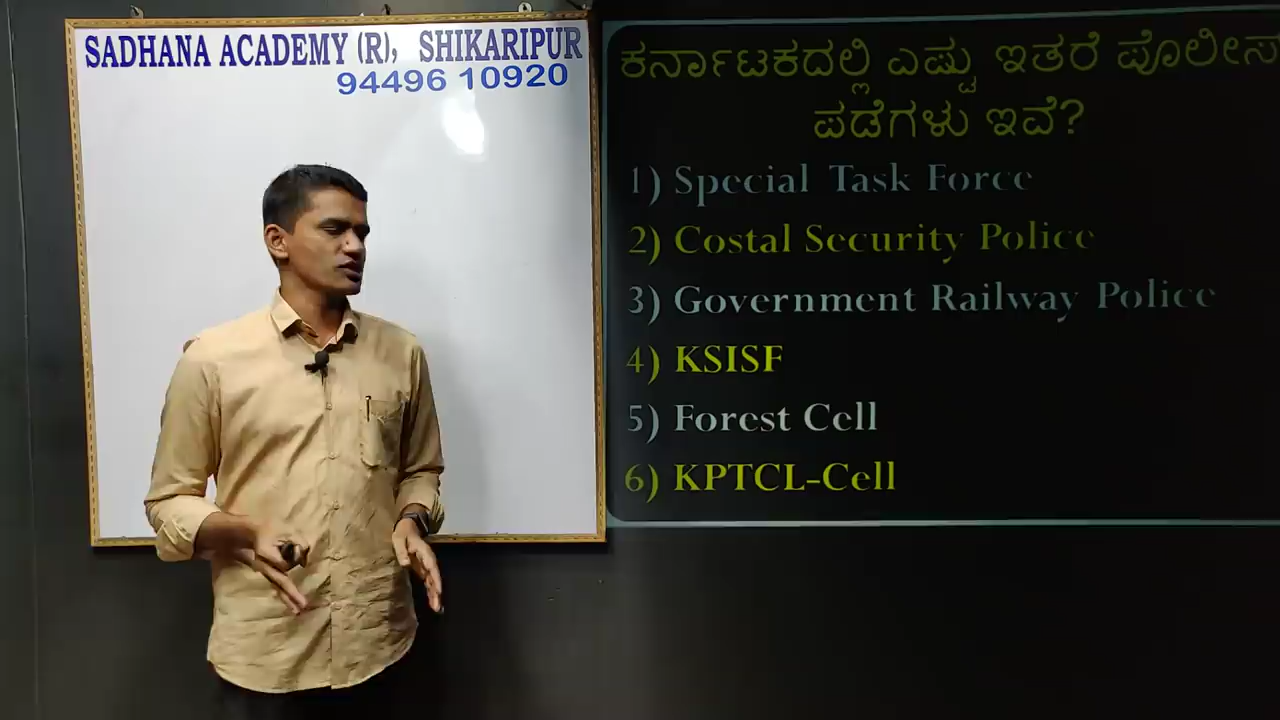 SADHANA ACADEMY (R), SHIKARIPUR
94496 10920
ಕರ್ನಾಟಕದಲ್ಲಿ ಎಷ್ಟು ಇತರೆ ಪೊಲೀಸ
ಪಡೆಗಳು ಇವೆ?
1) Special Task Force
2) Costal Security Police
3) Government Railway Police
4) KSISF
5) Forest Cell
6) KPTCL-Cell